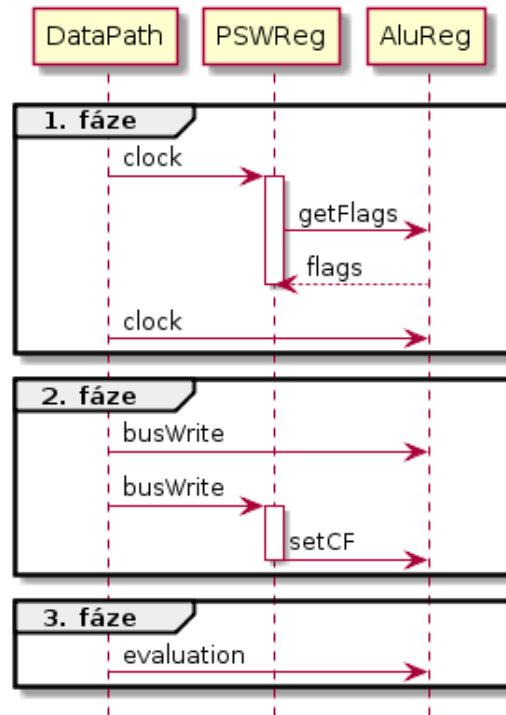 DataPath PSWReg AluReg
1. fáze
clock
getFlags
flags
clock
2. fáze
busWrite
busWrite
setCF
3. fáze
evaluation